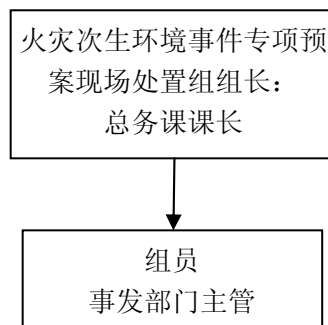 火灾次生环境事件专项预
案现场处置组组长：
总务课课长
组员
事发部门主管